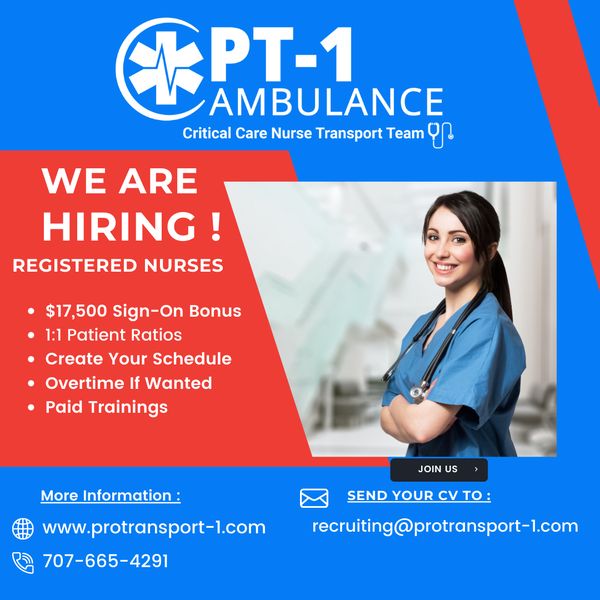 PT-1
AMBULANCE
Critical Care Nurse Transport Team
WE ARE
HIRING !
REGISTERED NURSES
• $17,500 Sign-On Bonus
• 1:1 Patient Ratios
• Create Your Schedule
• Overtime If Wanted
• Paid Trainings
JOIN US >
More Information :
www.protransport-1.com
707-665-4291
SEND YOUR CV TO :
recruiting@protransport-1.com